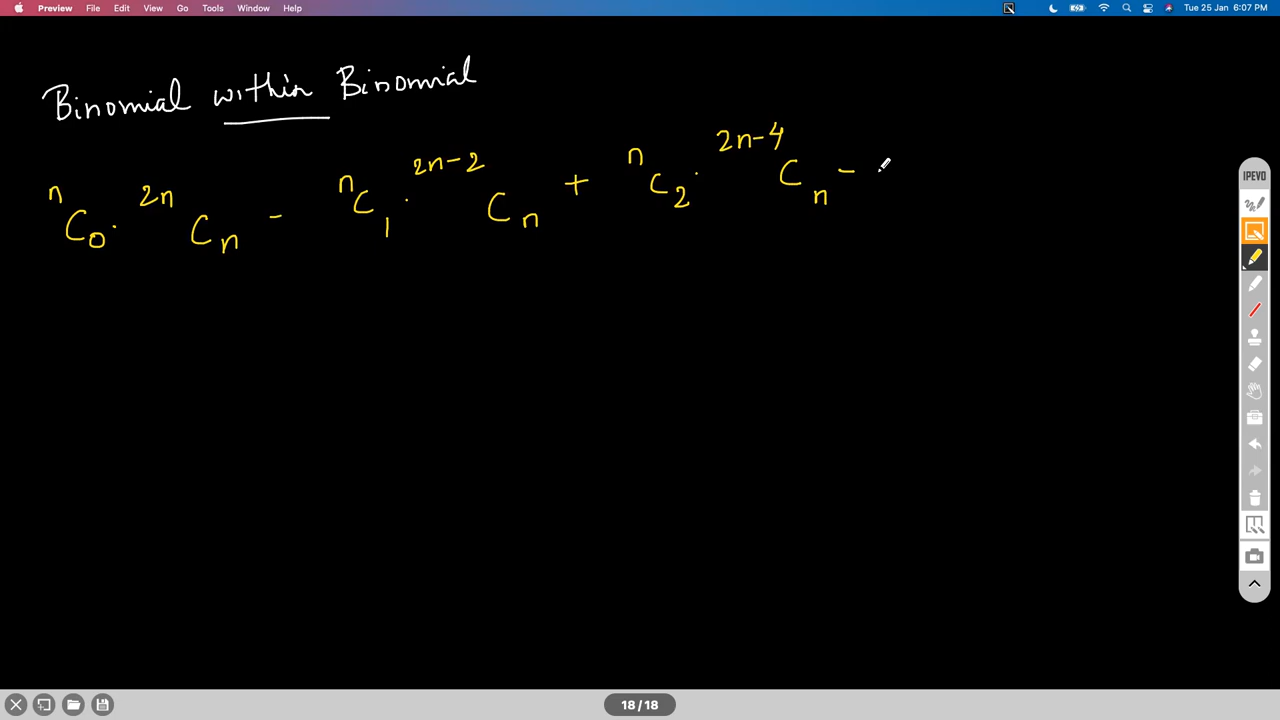 Preview File Edit View Go Tools Window Help Tue 25 Jan 6:07 PM
Binomial within Binomial
ⁿC₀ · ²ⁿCₙ - ⁿC₁ · ²ⁿ⁻²Cₙ + ⁿC₂ · ²ⁿ⁻⁴Cₙ -
IPEVO
18/18